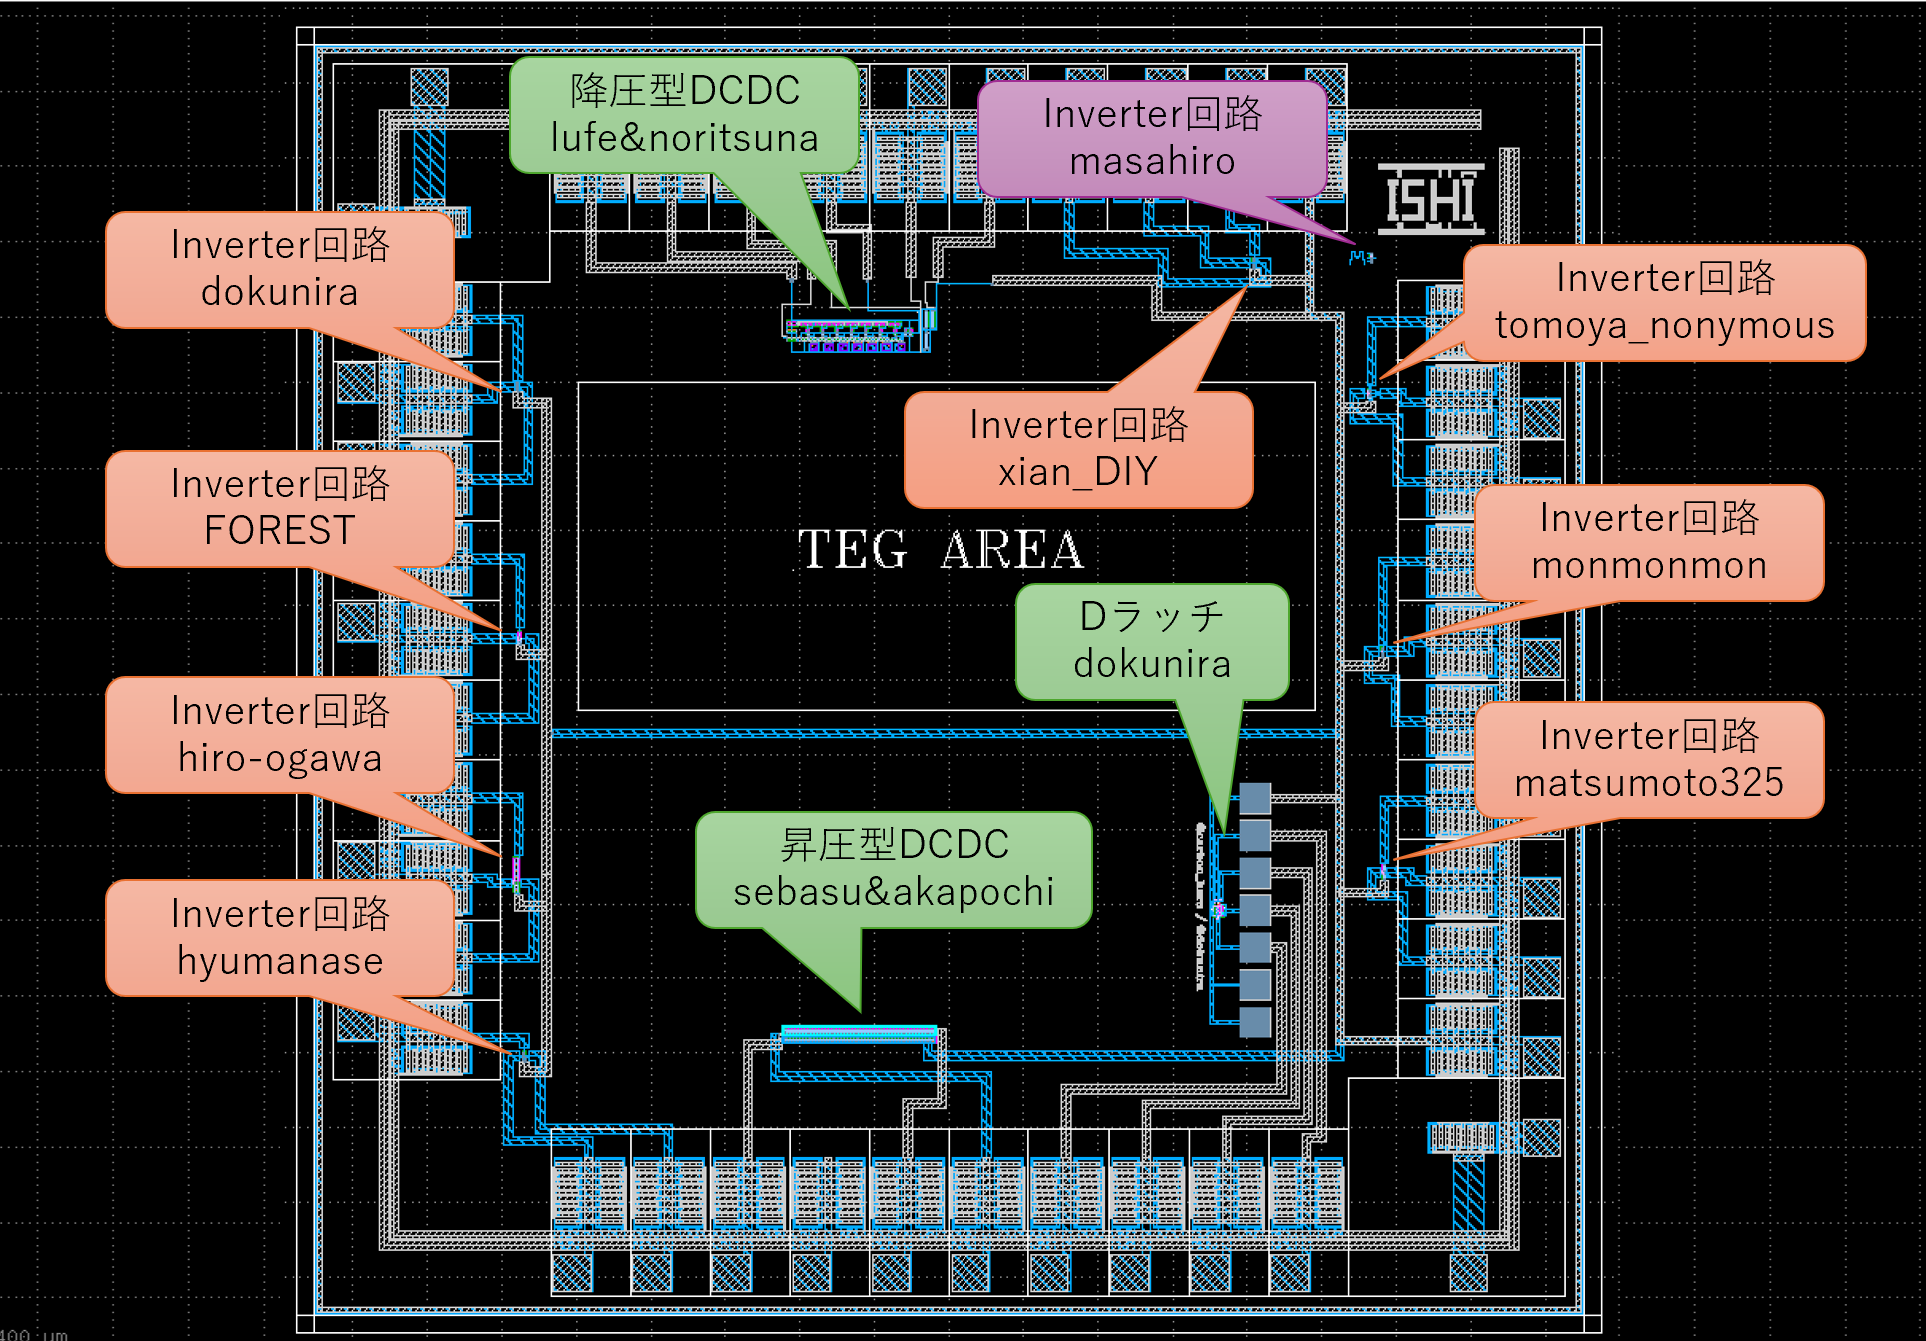 降圧型DCDC
lufe&noritsuna
Inverter回路
masahiro
ISHI
Inverter回路
dokunira
Inverter回路
tomoya_nonymous
Inverter回路
xian_DIY
Inverter回路
FOREST
TEG AREA
Inverter回路
monmonmon
Dラッチ
dokunira
Inverter回路
hiro-ogawa
Inverter回路
matsumoto325
昇圧型DCDC
sebasu&akapochi
Inverter回路
hyumanase
400 um